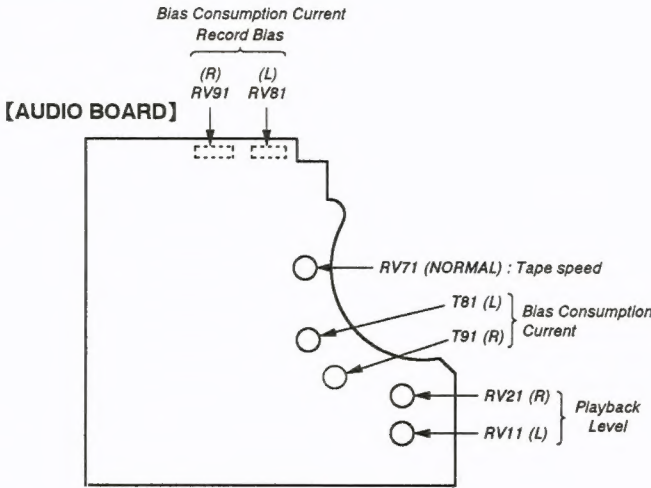 Bias Consumption Current
Record Bias
(R) (L)
RV91 RV81
【AUDIO BOARD】
RV71 (NORMAL) : Tape speed
T81 (L)
T91 (R)
Bias Consumption
Current
RV21 (R)
RV11 (L)
Playback
Level